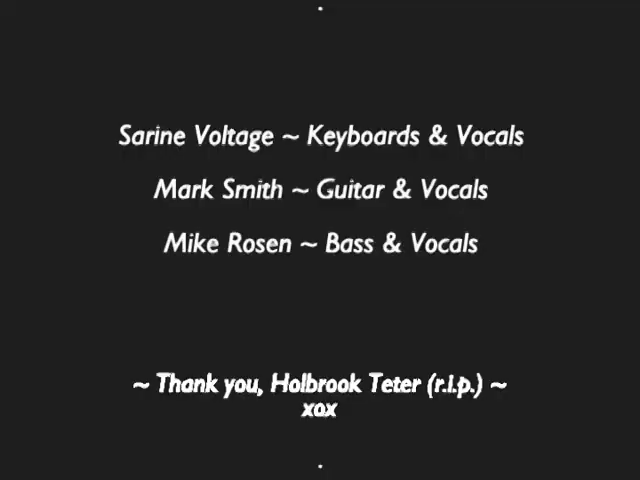 Sarine Voltage ~ Keyboards & Vocals
Mark Smith ~ Guitar & Vocals
Mike Rosen ~ Bass & Vocals
~ Thank you, Holbrook Teter (r.i.p.) ~
xox